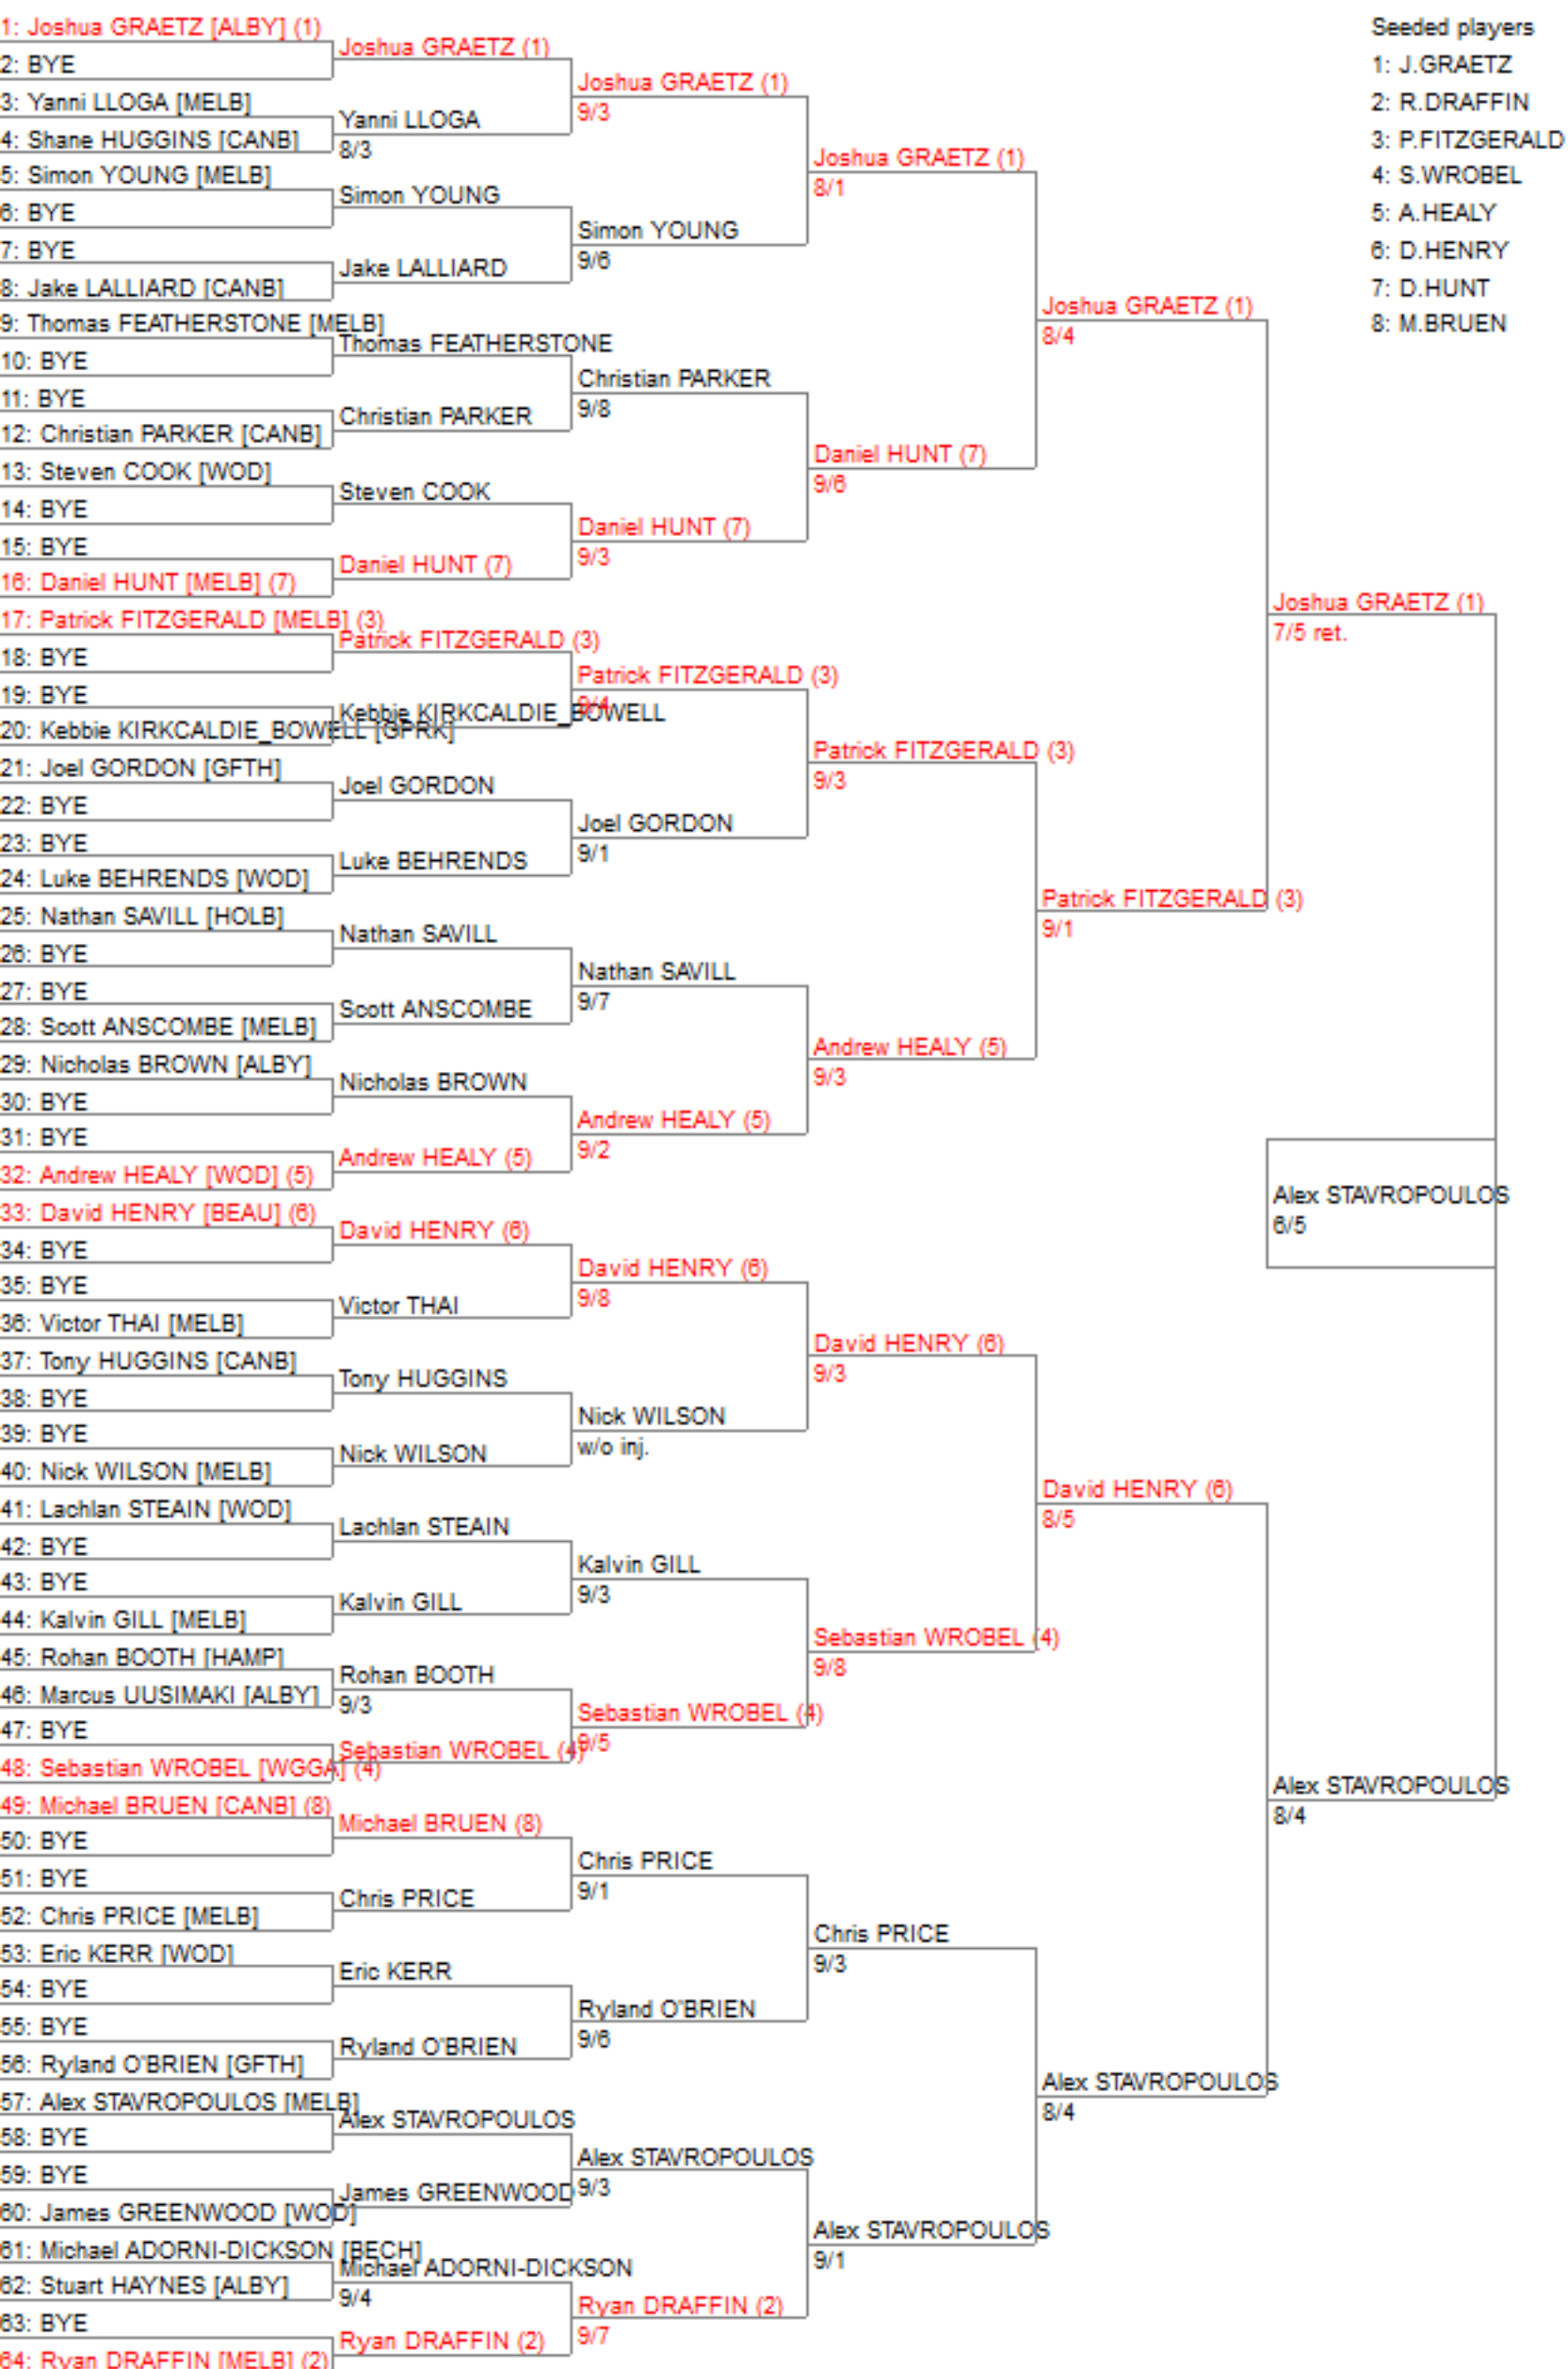 1: Joshua GRAETZ [ALBY] (1)
2: BYE
3: Yanni LLOGA [MELB]
4: Shane HUGGINS [CANB]
5: Simon YOUNG [MELB]
6: BYE
7: BYE
8: Jake LALLIARD [CANB]
9: Thomas FEATHERSTONE [MELB]
10: BYE
11: BYE
12: Christian PARKER [CANB]
13: Steven COOK [WOD]
14: BYE
15: BYE
16: Daniel HUNT [MELB] (7)
17: Patrick FITZGERALD [MELB] (3)
18: BYE
19: BYE
20: Kebbie KIRKCALDIE_BOWELL [GPRK]
21: Joel GORDON [GFTH]
22: BYE
23: BYE
24: Luke BEHRENDS [WOD]
25: Nathan SAVILL [HOLB]
26: BYE
27: BYE
28: Scott ANSCOMBE [MELB]
29: Nicholas BROWN [ALBY]
30: BYE
31: BYE
32: Andrew HEALY [WOD] (5)
33: David HENRY [BEAU] (6)
34: BYE
35: BYE
36: Victor THAI [MELB]
37: Tony HUGGINS [CANB]
38: BYE
39: BYE
40: Nick WILSON [MELB]
41: Lachlan STEAIN [WOD]
42: BYE
43: BYE
44: Kalvin GILL [MELB]
45: Rohan BOOTH [HAMP]
46: Marcus UUSIMAKI [ALBY]
47: BYE
48: Sebastian WROBEL [WGGA] (4)
49: Michael BRUEN [CANB] (8)
50: BYE
51: BYE
52: Chris PRICE [MELB]
53: Eric KERR [WOD]
54: BYE
55: BYE
56: Ryland O'BRIEN [GFTH]
57: Alex STAVROPOULOS [MELB]
58: BYE
59: BYE
60: James GREENWOOD [WOD]
61: Michael ADORNI-DICKSON [BECH]
62: Stuart HAYNES [ALBY]
63: BYE
64: Ryan DRAFFIN [MELB] (2)
Joshua GRAETZ (1)
Yanni LLOGA
8/3
Simon YOUNG
Jake LALLIARD
Thomas FEATHERSTONE
Christian PARKER
Steven COOK
Daniel HUNT (7)
Patrick FITZGERALD (3)
Kebbie KIRKCALDIE_BOWELL
Joel GORDON
Luke BEHRENDS
Nathan SAVILL
Scott ANSCOMBE
Nicholas BROWN
Andrew HEALY (5)
David HENRY (6)
Victor THAI
Tony HUGGINS
Nick WILSON
Lachlan STEAIN
Kalvin GILL
Rohan BOOTH
9/3
Sebastian WROBEL (4)
Michael BRUEN (8)
Chris PRICE
Eric KERR
Ryland O'BRIEN
Alex STAVROPOULOS
James GREENWOOD
Michael ADORNI-DICKSON
9/4
Ryan DRAFFIN (2)
Joshua GRAETZ (1)
9/3
Simon YOUNG
9/6
Christian PARKER
9/8
Daniel HUNT (7)
9/3
Patrick FITZGERALD (3)
9/4
Joel GORDON
9/1
Nathan SAVILL
9/7
Andrew HEALY (5)
9/2
David HENRY (6)
9/8
Nick WILSON
w/o inj.
Kalvin GILL
9/3
Sebastian WROBEL (4)
9/5
Chris PRICE
9/1
Ryland O'BRIEN
9/6
Alex STAVROPOULOS
9/3
Ryan DRAFFIN (2)
9/7
Joshua GRAETZ (1)
8/1
Daniel HUNT (7)
9/6
Patrick FITZGERALD (3)
9/3
Andrew HEALY (5)
9/3
David HENRY (6)
9/3
Sebastian WROBEL (4)
9/8
Chris PRICE
9/3
Alex STAVROPOULOS
9/1
Joshua GRAETZ (1)
8/4
Patrick FITZGERALD (3)
9/1
David HENRY (6)
8/5
Alex STAVROPOULOS
8/4
Joshua GRAETZ (1)
7/5 ret.
Alex STAVROPOULOS
6/5
Alex STAVROPOULOS
8/4
Seeded players
1: J.GRAETZ
2: R.DRAFFIN
3: P.FITZGERALD
4: S.WROBEL
5: A.HEALY
6: D.HENRY
7: D.HUNT
8: M.BRUEN